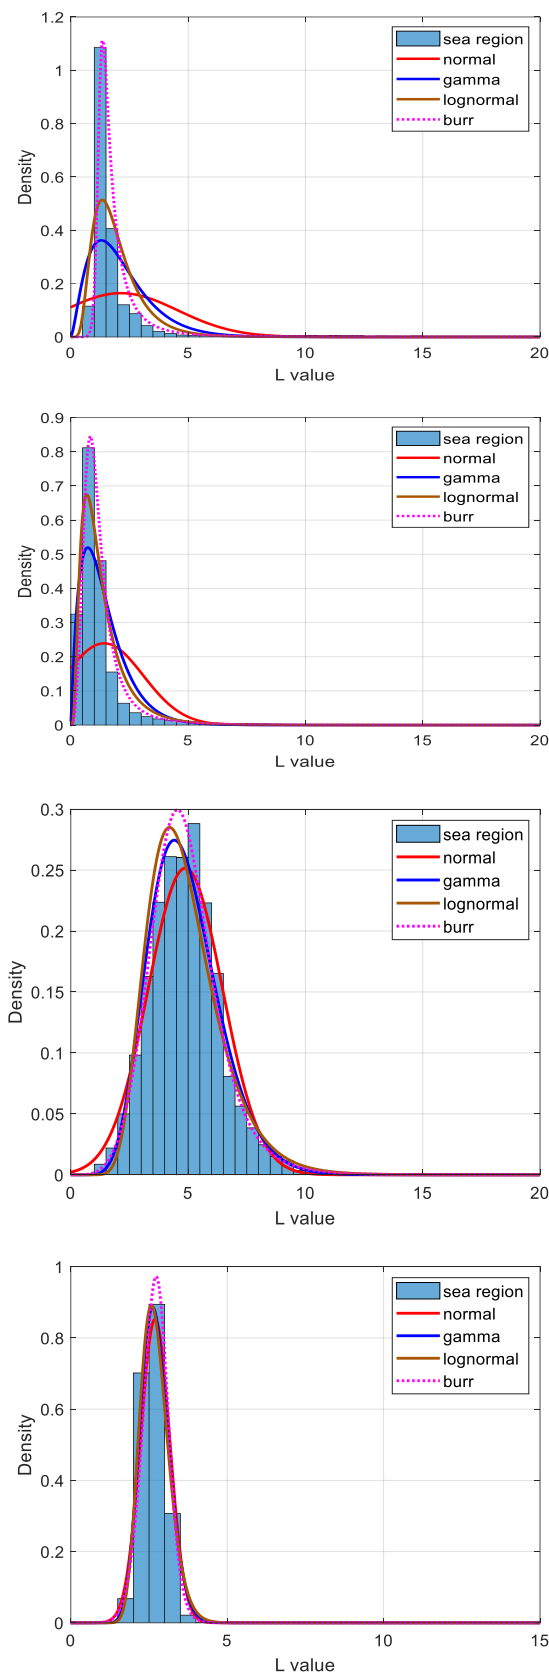 1.2
1
0.8
0.6
0.4
0.2
0
Density
sea region
normal
gamma
lognormal
burr
0 5 10 15 20
L value
0.9
0.8
0.7
0.6
0.5
0.4
0.3
0.2
0.1
0
Density
sea region
normal
gamma
lognormal
burr
0 5 10 15 20
L value
0.3
0.25
0.2
0.15
0.1
0.05
0
Density
sea region
normal
gamma
lognormal
burr
0 5 10 15 20
L value
1
0.8
0.6
0.4
0.2
0
Density
sea region
normal
gamma
lognormal
burr
0 5 10 15
L value